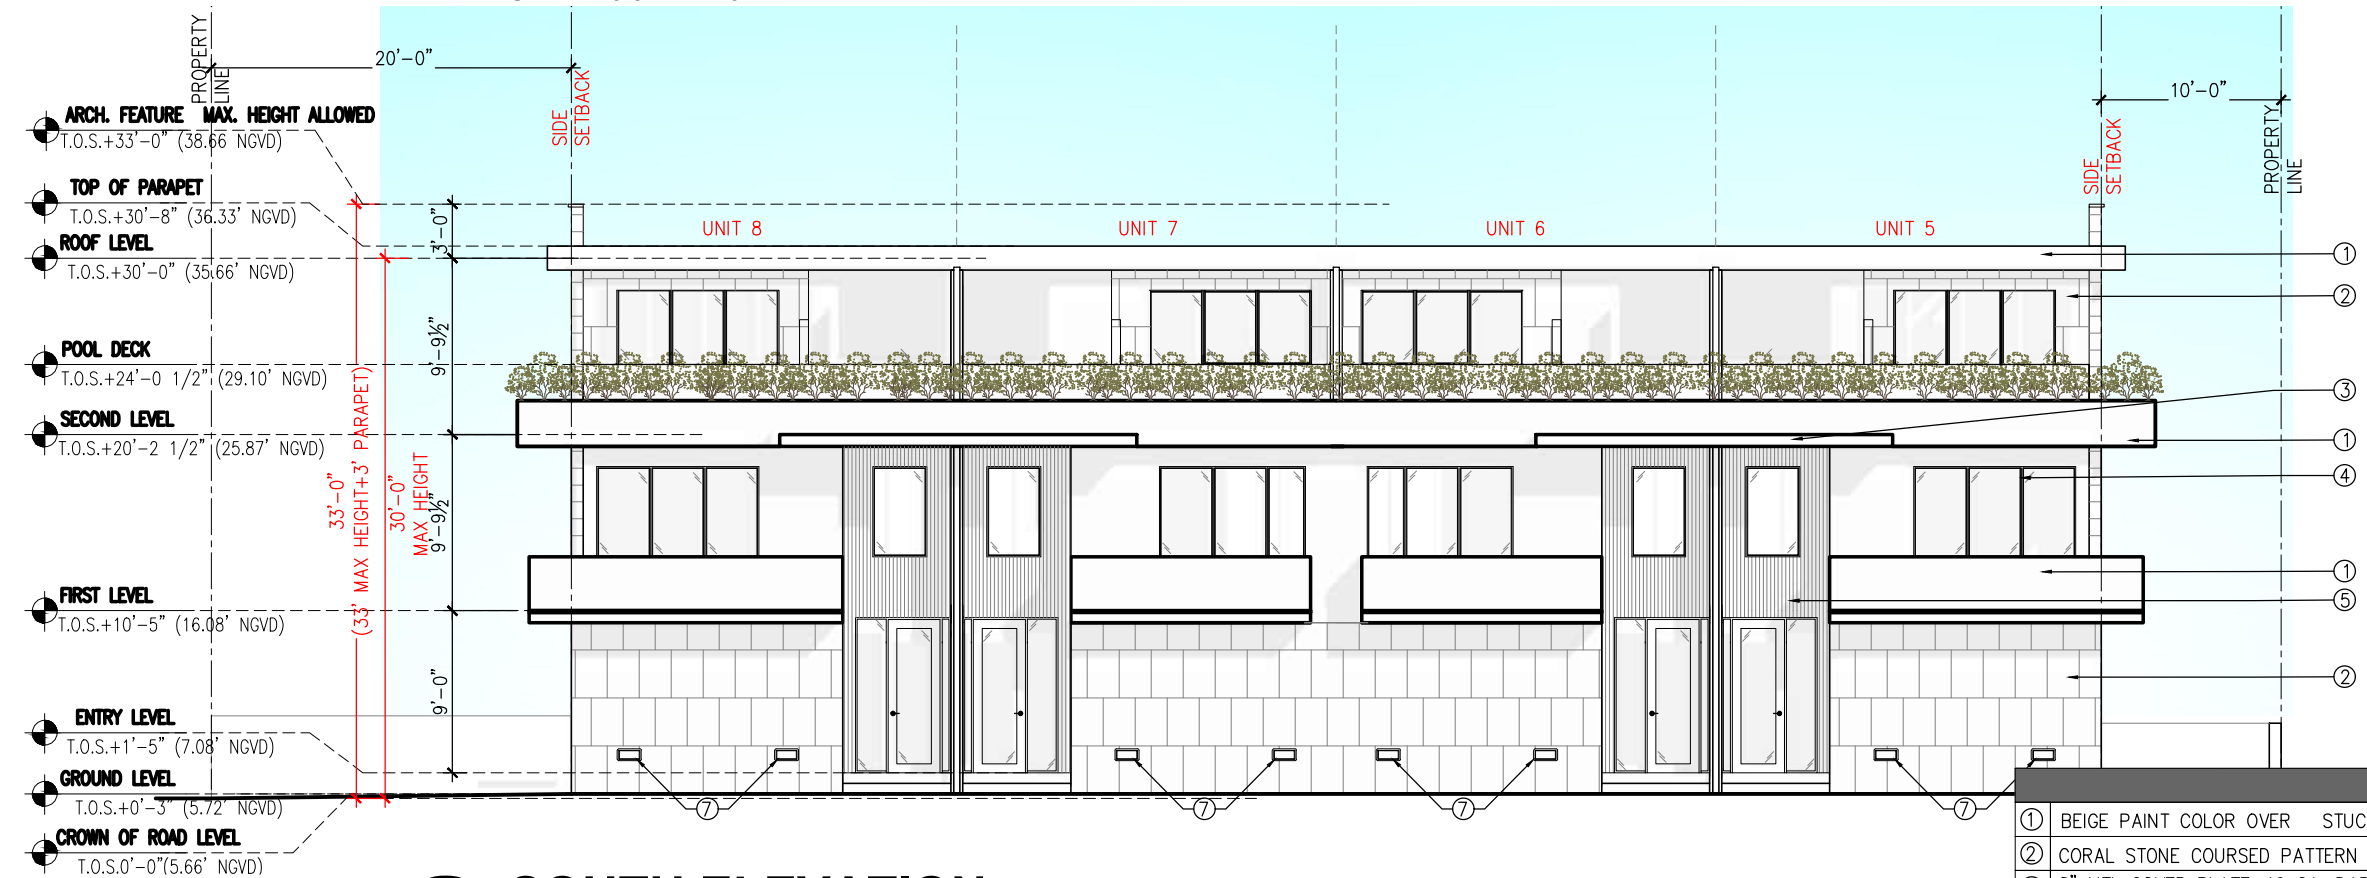 PROPERTY
LINE
20'-0"
SIDE
SETBACK
10'-0"
SIDE
SETBACK
PROPERTY
LINE
ARCH. FEATURE MAX. HEIGHT ALLOWED
T.O.S.+33'-0" (38.66 NGVD)
TOP OF PARAPET
T.O.S.+30'-8" (36.33' NGVD)
ROOF LEVEL
T.O.S.+30'-0" (35.66' NGVD)
POOL DECK
T.O.S.+24'-0 1/2" (29.10' NGVD)
SECOND LEVEL
T.O.S.+20'-2 1/2" (25.87' NGVD)
FIRST LEVEL
T.O.S.+10'-5" (16.08' NGVD)
ENTRY LEVEL
T.O.S.+1'-5" (7.08' NGVD)
GROUND LEVEL
T.O.S.+0'-3" (5.72' NGVD)
CROWN OF ROAD LEVEL
T.O.S.0'-0"(5.66' NGVD)
33'-0"
(33' MAX HEIGHT+3' PARAPET)
30'-0"
MAX HEIGHT
3'-0"
9'-9½"
9'-9½"
9'-0"
UNIT 8
UNIT 7
UNIT 6
UNIT 5
1
2
3
1
4
1
5
2
7
7
7
7
1 BEIGE PAINT COLOR OVER STUC
2 CORAL STONE COURSED PATTERN
SOUTH ELEVATION